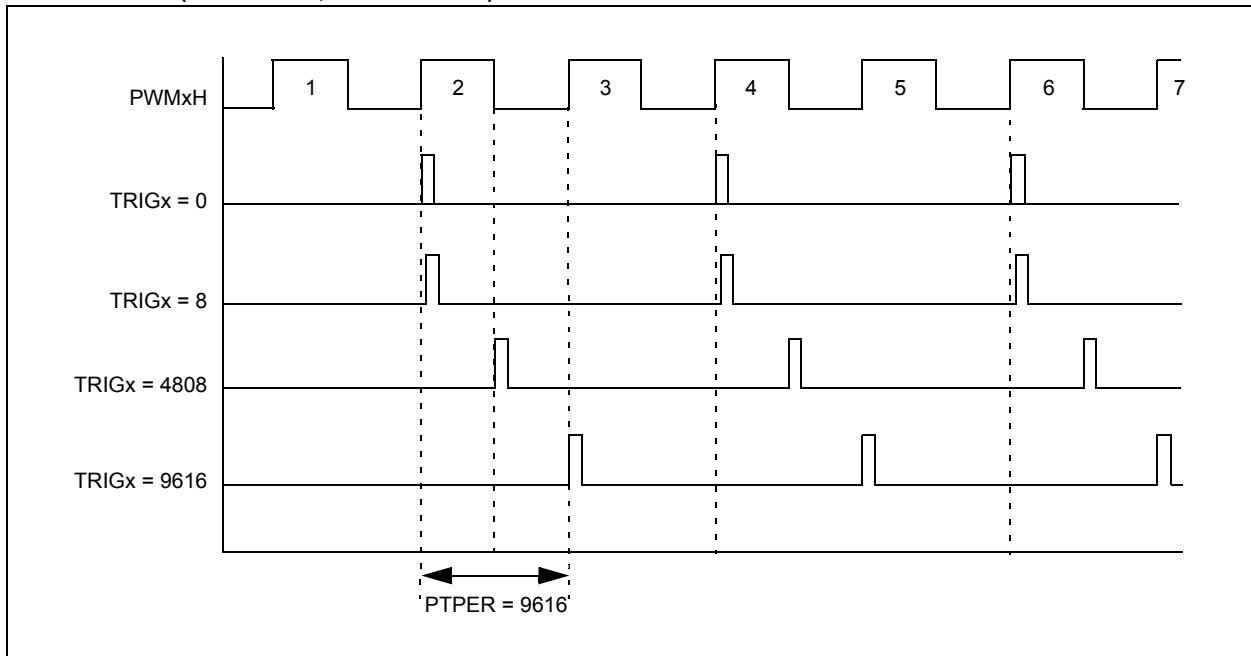 PWMxH
1
2
3
4
5
6
7
TRIGx = 0
TRIGx = 8
TRIGx = 4808
TRIGx = 9616
PTPER = 9616